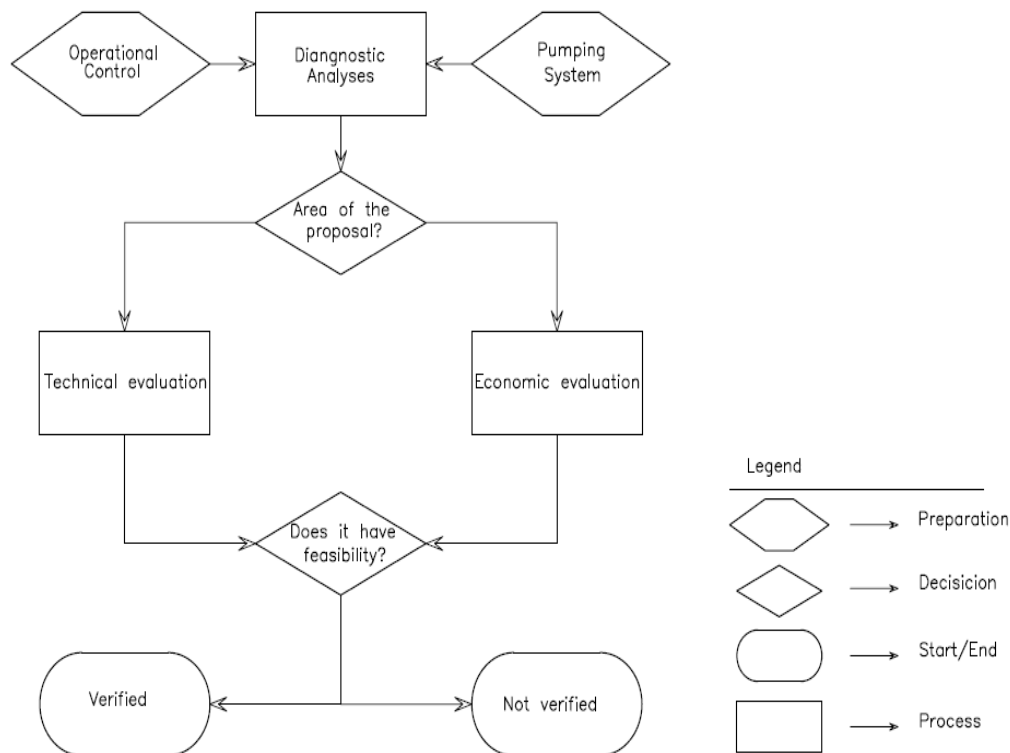 Operational
Control
Diangnostic
Analyses
Pumping
System
Area of the
proposal?
Technical evaluation
Economic evaluation
Does it have
feasibility?
Verified
Not verified
Legend
Preparation
Decisicion
Start/End
Process